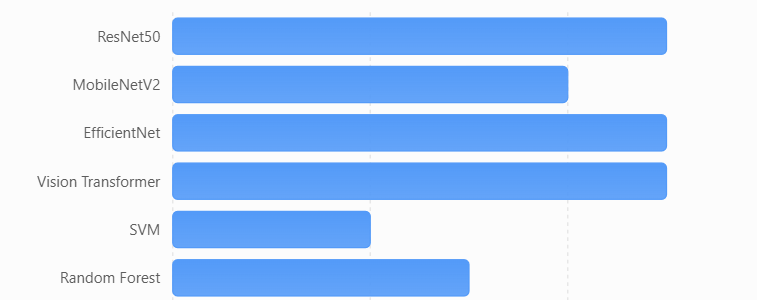 ResNet50
MobileNetV2
EfficientNet
Vision Transformer
SVM
Random Forest